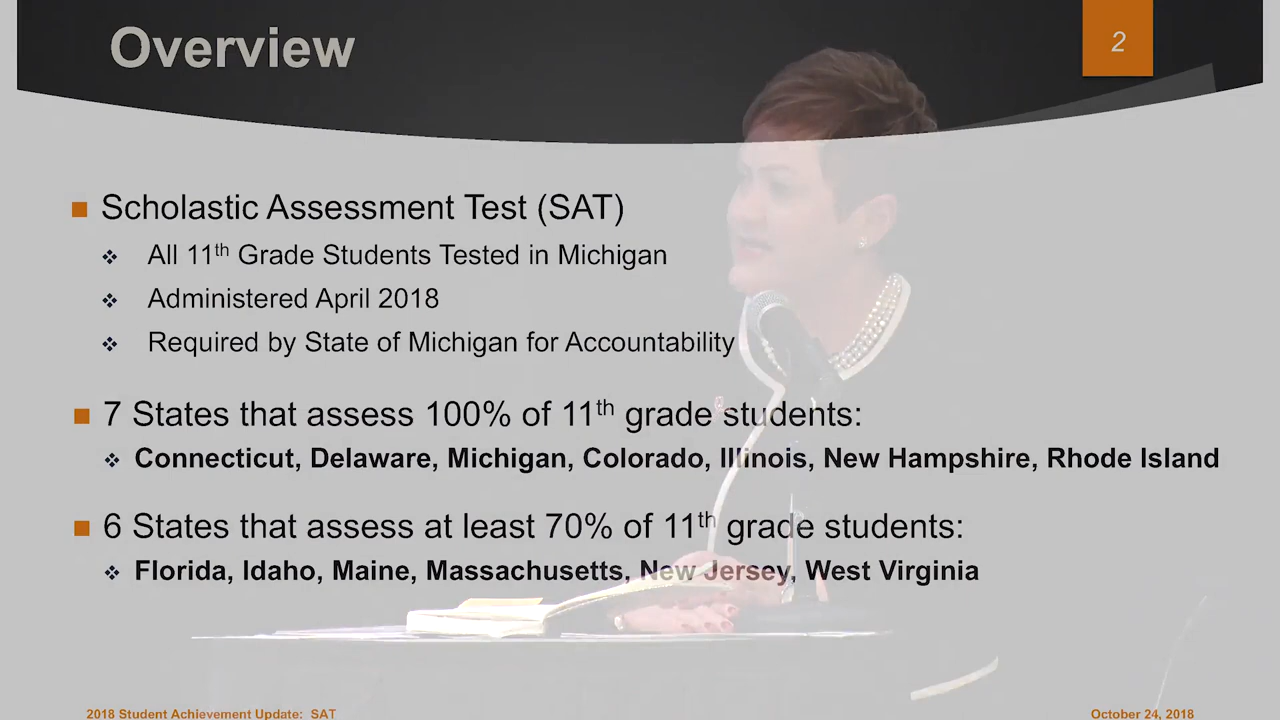 Overview
2
Scholastic Assessment Test (SAT)
All 11th Grade Students Tested in Michigan
Administered April 2018
Required by State of Michigan for Accountability
7 States that assess 100% of 11th grade students:
Connecticut, Delaware, Michigan, Colorado, Illinois, New Hampshire, Rhode Island
6 States that assess at least 70% of 11th grade students:
Florida, Idaho, Maine, Massachusetts, New Jersey, West Virginia
2018 Student Achievement Update: SAT
October 24, 2018